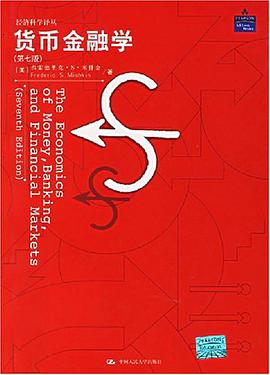 经济科学译丛
货币金融学
(第七版)
[美] 弗雷德里克·S·米什金 著
Frederic S. Mishkin
The Economics
of Money, Banking,
and Financial Markets
(Seventh Edition)
中国人民大学出版社